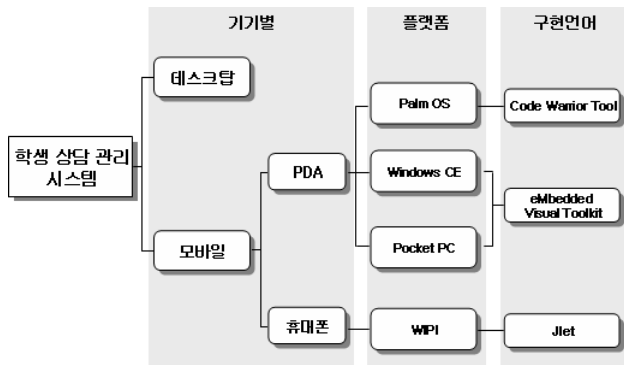 기기별
플랫폼
구현언어
데스크탑
Palm OS
Code Warrior Tool
학생 상담 관리
시스템
PDA
Windows CE
eMbedded
Visual Toolkit
모바일
Pocket PC
휴대폰
WIPI
Jlet